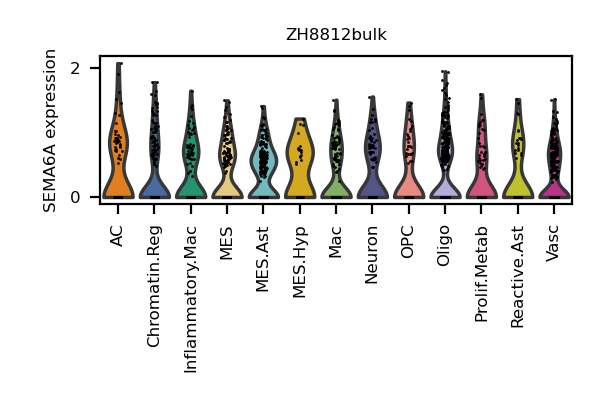 ZH8812bulk
SEMA6A expression
2
0
AC
Chromatin.Reg
Inflammatory.Mac
MES
MES.Ast
MES.Hyp
Mac
Neuron
OPC
Oligo
Prolif.Metab
Reactive.Ast
Vasc